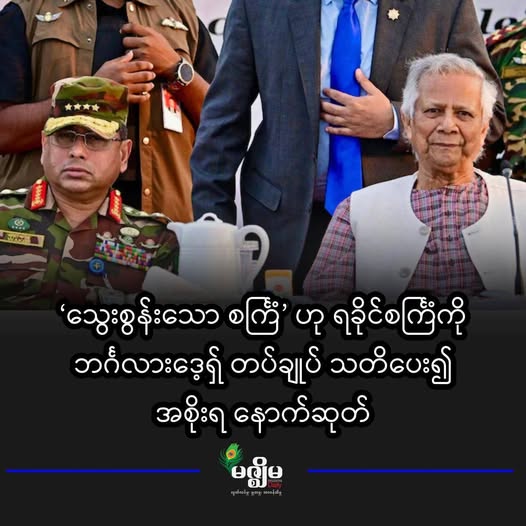 ‘သွေးစွန်းသော စင်္ကြံ’ ဟု ရခိုင်စင်္ကြံကို
ဘင်္ဂလားဒေ့ရှ် တပ်ချုပ် သတိပေး၍
အစိုးရ နောက်ဆုတ်
မဇ္ဈိမ
Daily